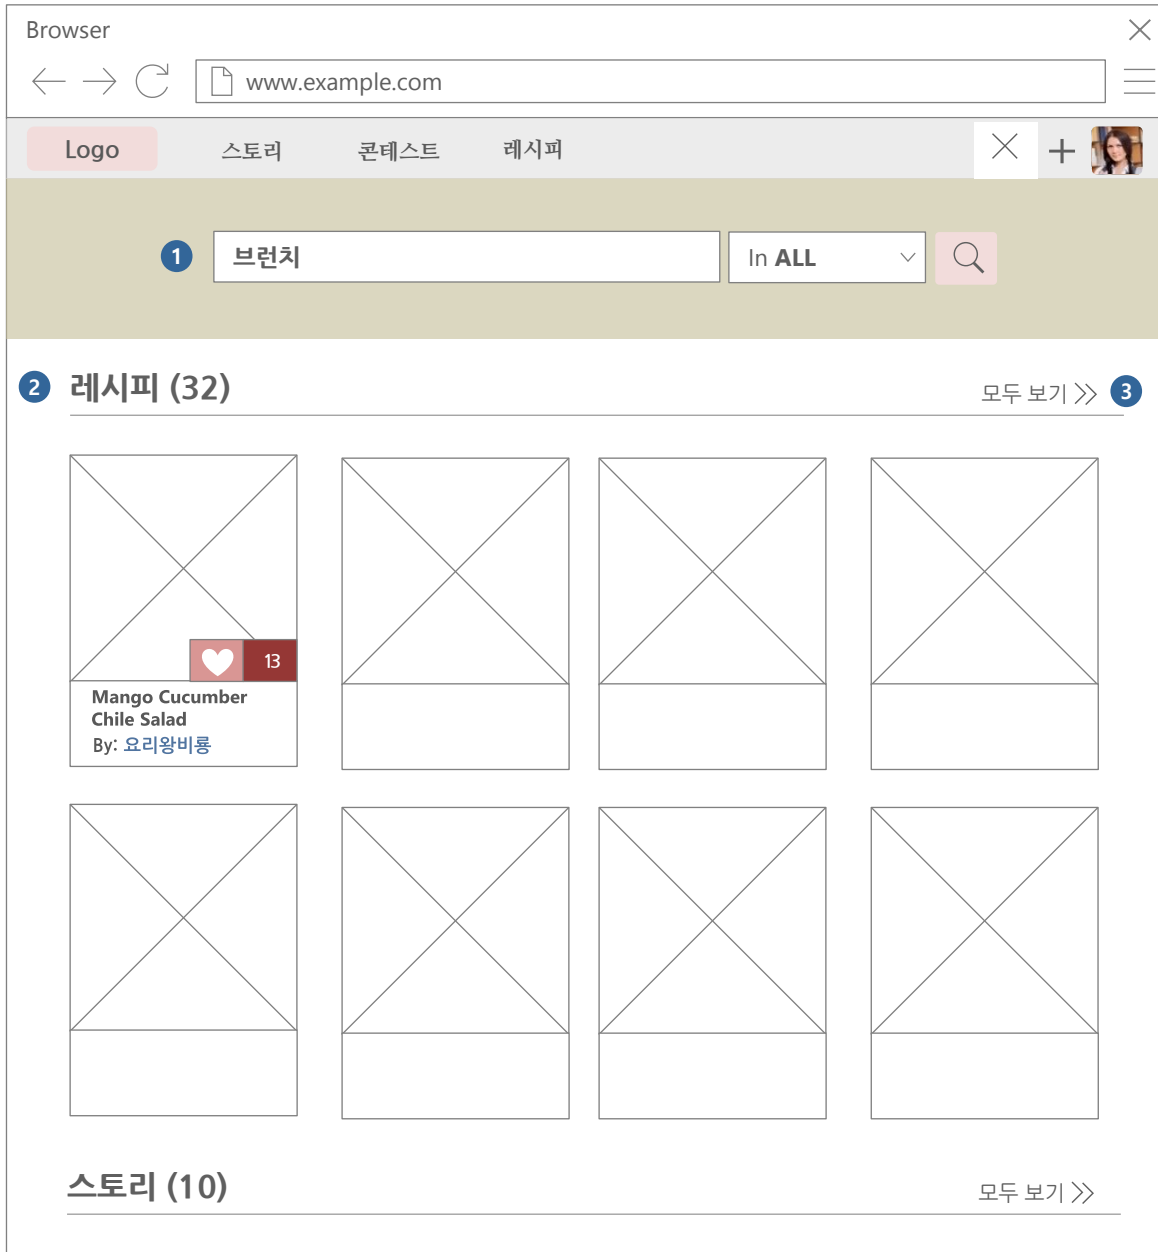 Browser
www.example.com
Logo 스토리 콘테스트 레시피
1 브런치 In ALL
2 레시피 (32) 모두 보기 3
13
Mango Cucumber
Chile Salad
By: 요리왕비룡
스토리 (10) 모두 보기